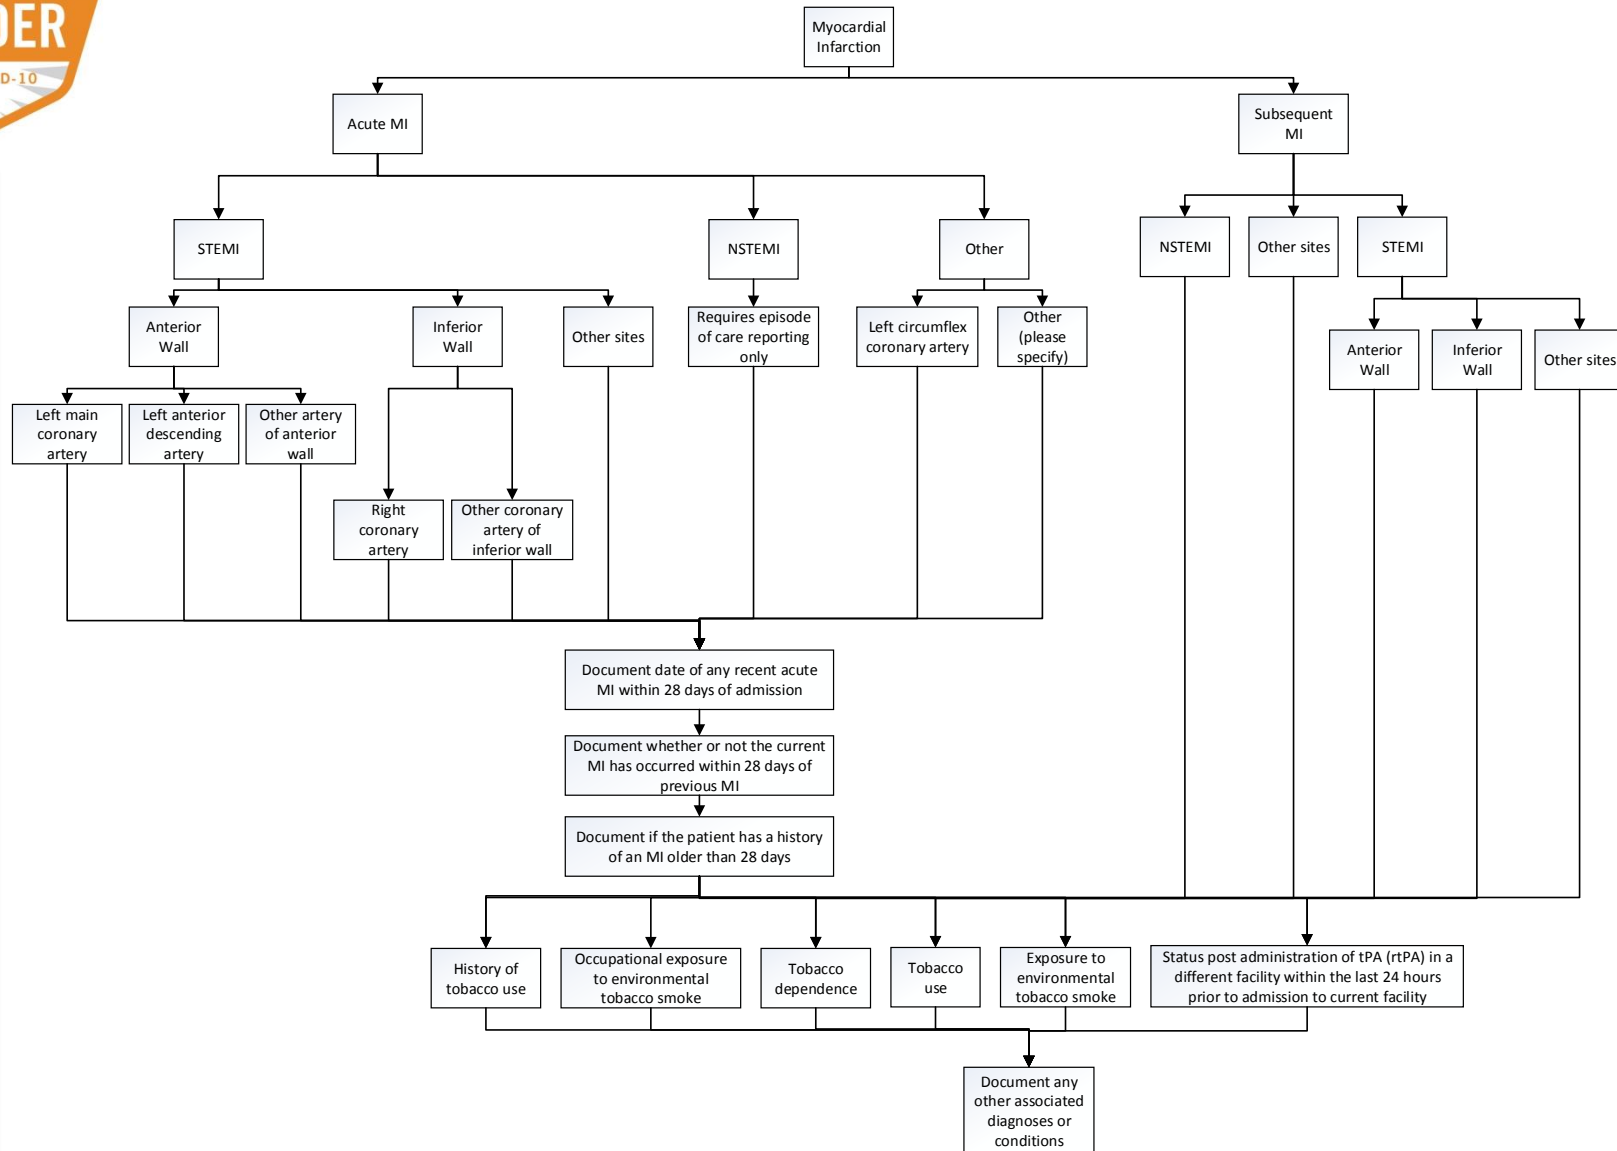 DER
D-10
Myocardial
Infarction
Acute MI
Subsequent
MI
STEMI
NSTEMI
Other
NSTEMI
Other sites
STEMI
Anterior
Wall
Inferior
Wall
Other sites
Requires episode
of care reporting
only
Left circumflex
coronary artery
Other
(please
specify)
Anterior
Wall
Inferior
Wall
Other sites
Left main
coronary
artery
Left anterior
descending
artery
Other artery
of anterior
wall
Right
coronary
artery
Other coronary
artery of
inferior wall
Document date of any recent acute
MI within 28 days of admission
Document whether or not the current
MI has occurred within 28 days of
previous MI
Document if the patient has a history
of an MI older than 28 days
History of
tobacco use
Occupational exposure
to environmental
tobacco smoke
Tobacco
dependence
Tobacco
use
Exposure to
environmental
tobacco smoke
Status post administration of tPA (rtPA) in a
different facility within the last 24 hours
prior to admission to current facility
Document any
other associated
diagnoses or
conditions